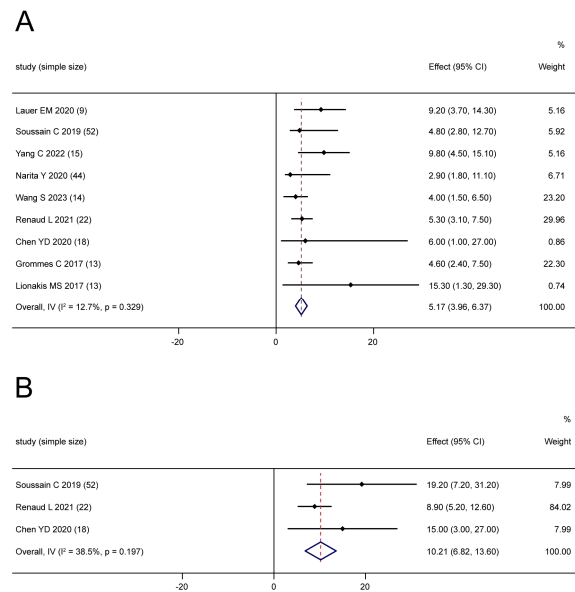 A
%
study (simple size) Effect (95% CI) Weight
Lauer EM 2020 (9) 9.20 (3.70, 14.30) 5.16
Soussain C 2019 (52) 4.80 (2.80, 12.70) 5.92
Yang C 2022 (15) 9.80 (4.50, 15.10) 5.16
Narita Y 2020 (44) 2.90 (1.80, 11.10) 6.71
Wang S 2023 (14) 4.00 (1.50, 6.50) 23.20
Renaud L 2021 (22) 5.30 (3.10, 7.50) 29.96
Chen YD 2020 (18) 6.00 (1.00, 27.00) 0.86
Grommes C 2017 (13) 4.60 (2.40, 7.50) 22.30
Lionakis MS 2017 (13) 15.30 (1.30, 29.30) 0.74
Overall, IV (I² = 12.7%, p = 0.329) 5.17 (3.96, 6.37) 100.00
-20 0 20
B
%
study (simple size) Effect (95% CI) Weight
Soussain C 2019 (52) 19.20 (7.20, 31.20) 7.99
Renaud L 2021 (22) 8.90 (5.20, 12.60) 84.02
Chen YD 2020 (18) 15.00 (3.00, 27.00) 7.99
Overall, IV (I² = 38.5%, p = 0.197) 10.21 (6.82, 13.60) 100.00
-20 0 20